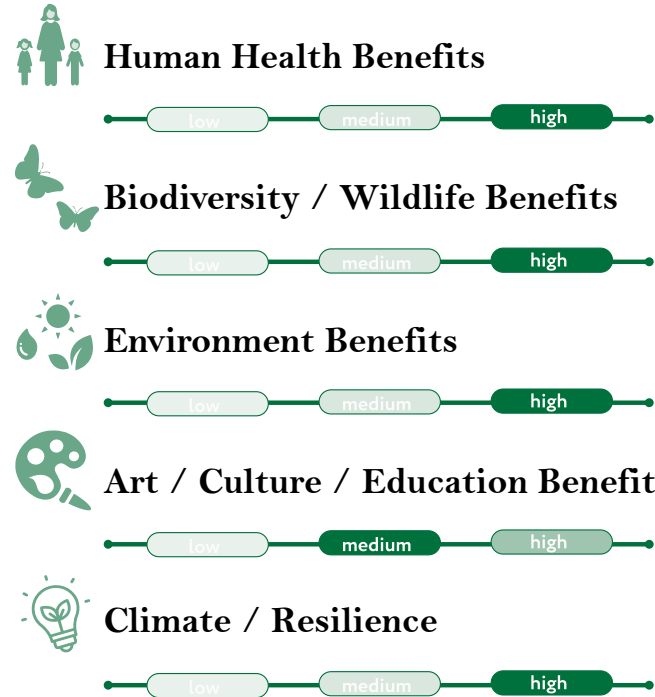 Human Health Benefits
low medium high
Biodiversity / Wildlife Benefits
low medium high
Environment Benefits
low medium high
Art / Culture / Education Benefit
low medium high
Climate / Resilience
low medium high